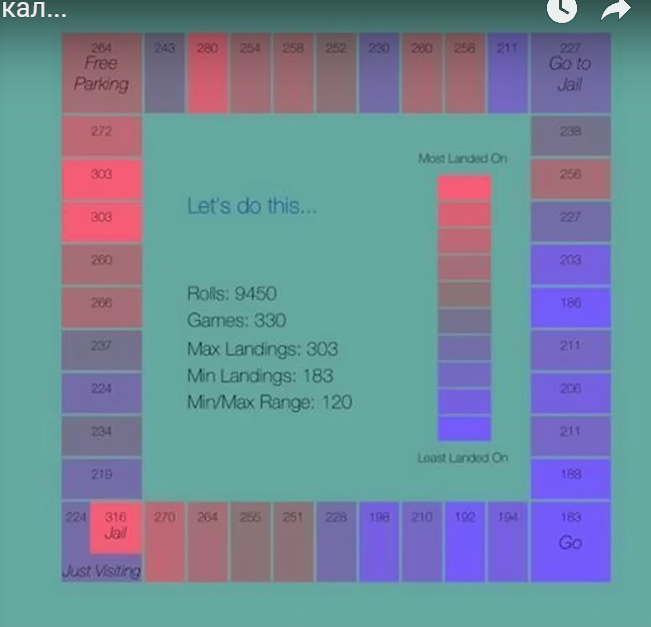 кал...
264 243 280 254 258 252 230 260 258 211 227
Free Parking
Go to Jail
272 238
303 256
303 227
260 203
266 186
237 211
224 206
234 211
219 188
Most Landed On
Let's do this...
Rolls: 9450
Games: 330
Max Landings: 303
Min Landings: 183
Min/Max Range: 120
Least Landed On
224 316 270 264 255 251 228 198 210 192 194 183
Jail
Go
Just Visiting